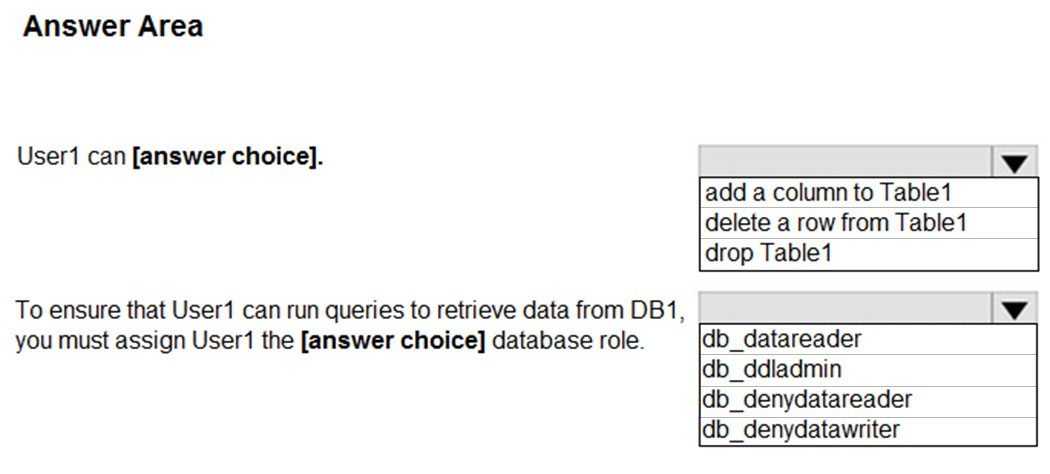 Answer Area
User1 can [answer choice].
add a column to Table1
delete a row from Table1
drop Table1
To ensure that User1 can run queries to retrieve data from DB1,
you must assign User1 the [answer choice] database role.
db_datareader
db_ddladmin
db_denydatareader
db_denydatawriter